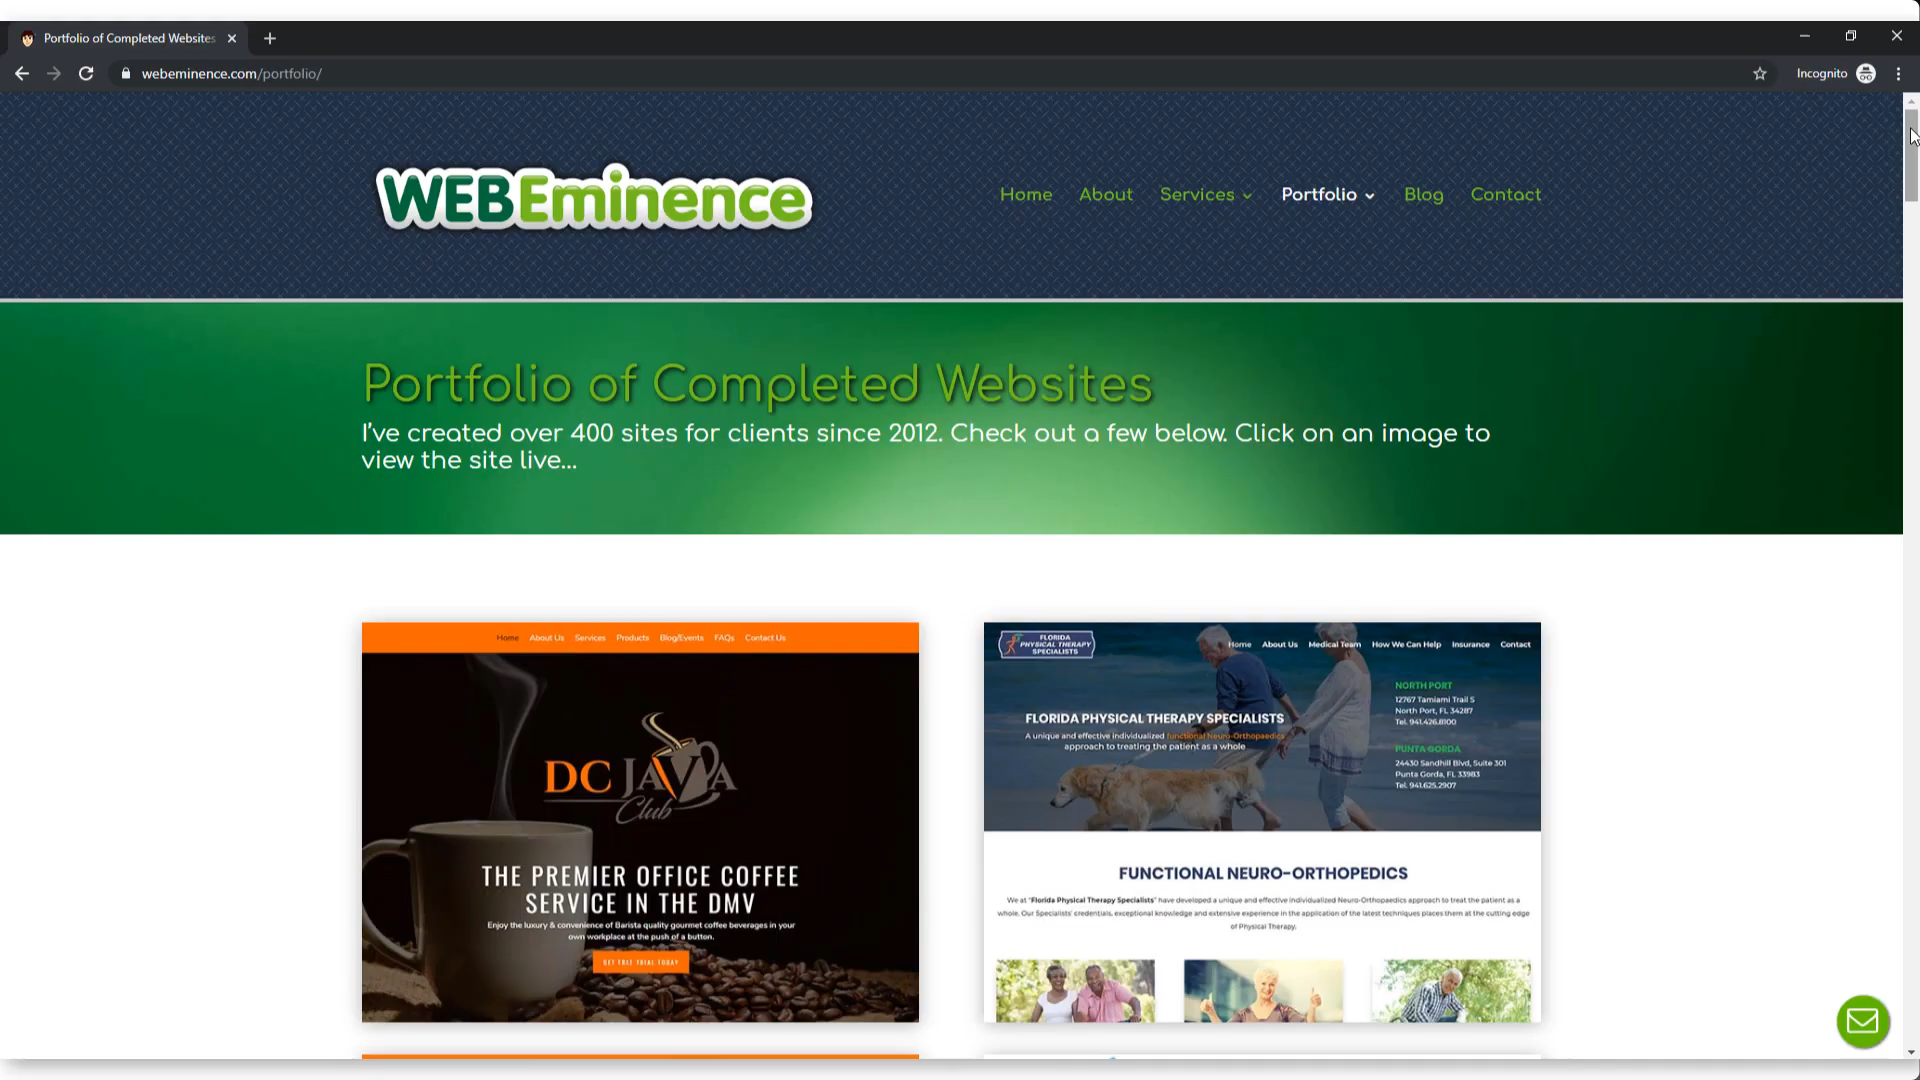 Portfolio of Completed Websites
webeminence.com/portfolio/
Incognito
WEBEminence
Home About Services Portfolio Blog Contact
Portfolio of Completed Websites
I've created over 400 sites for clients since 2012. Check out a few below. Click on an image to
view the site live...
Home About Us Services Products Blog/Events FAQs Contact Us
DC JAVA
Club
THE PREMIER OFFICE COFFEE
SERVICE IN THE DMV
Enjoy the luxury & convenience of Barista quality gourmet coffee beverages in your
own workplace at the push of a button.
GET FREE TRIAL TODAY
FLORIDA
PHYSICAL THERAPY
SPECIALISTS
Home About Us Medical Team How We Can Help Insurance Contact
NORTH PORT
12767 Tamiami Trail S
North Port, FL 34287
Tel. 941.426.8100
FLORIDA PHYSICAL THERAPY SPECIALISTS
A unique and effective individualized functional Neuro-Orthopaedics
approach to treating the patient as a whole
PUNTA GORDA
24430 Sandhill Blvd, Suite 301
Punta Gorda, FL 33983
Tel. 941.625.2907
FUNCTIONAL NEURO-ORTHOPEDICS
We at "Florida Physical Therapy Specialists" have developed a unique and effective individualized Neuro-Orthopaedics approach to treat the patient as a
whole. Our Specialists' credentials, exceptional knowledge and extensive experience in the application of the latest techniques places them at the cutting edge
of Physical Therapy.